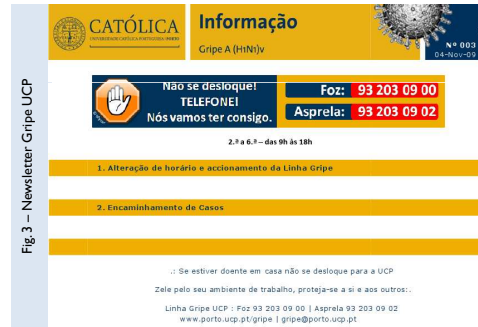 Fig.3 – Newsletter Gripe UCP
CATÓLICA
UNIVERSIDADE CATÓLICA PORTUGUESA | PORTO
Informação
Gripe A (H1N1)v
Nº 003
04-Nov-09
Não se desloque!
TELEFONE!
Nós vamos ter consigo.
Foz: 93 203 09 00
Asprela: 93 203 09 02
2.ª a 6.ª – das 9h às 18h
1. Alteração de horário e accionamento da Linha Gripe
2. Encaminhamento de Casos
.: Se estiver doente em casa não se desloque para a UCP
Zele pelo seu ambiente de trabalho, proteja-se a si e aos outros:.
Linha Gripe UCP : Foz 93 203 09 00 | Asprela 93 203 09 02
www.porto.ucp.pt/gripe | gripe@porto.ucp.pt